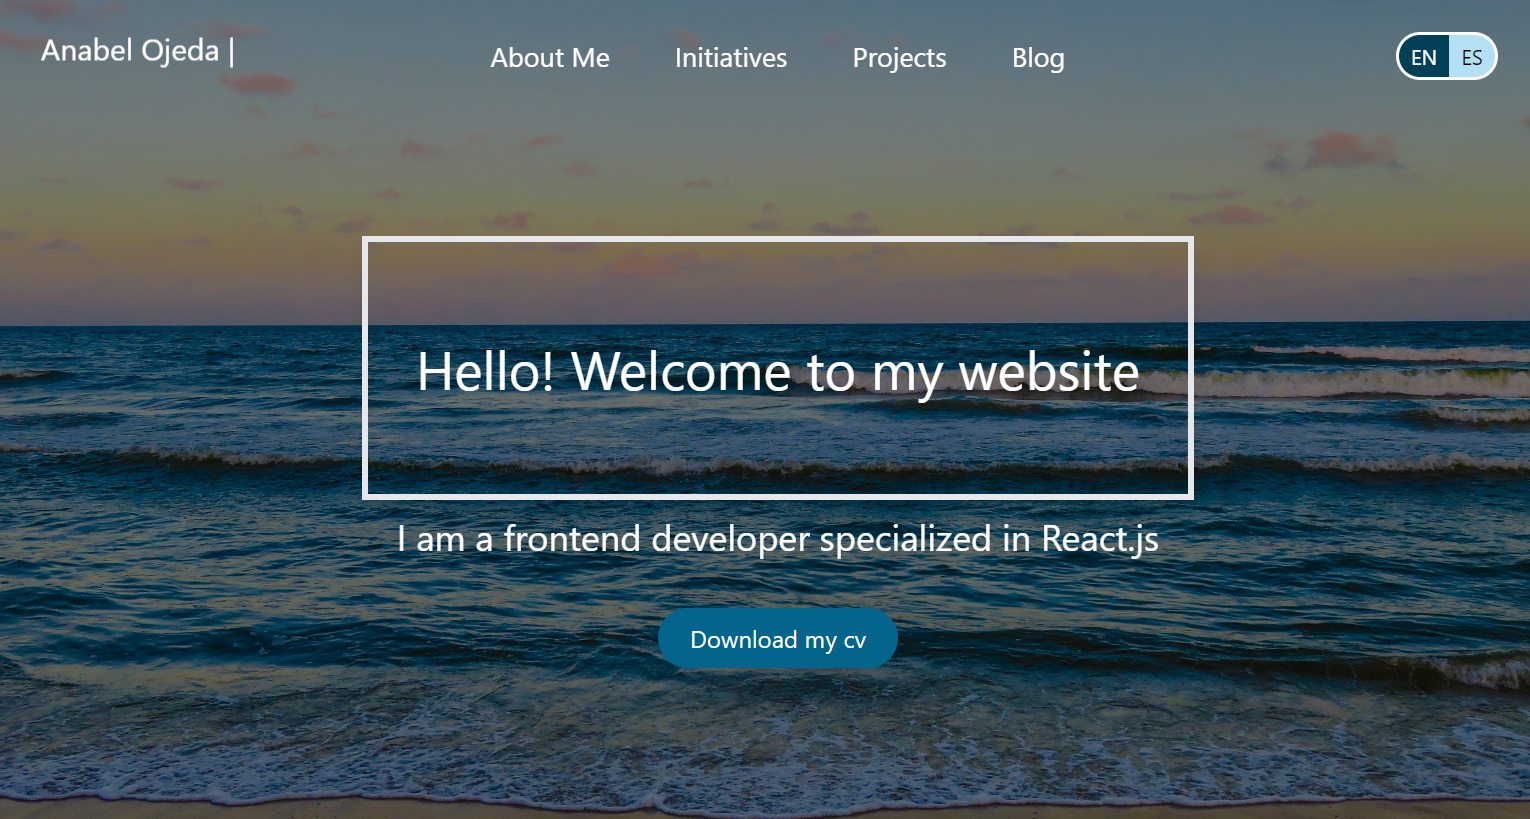 Anabel Ojeda |
About Me
Initiatives
Projects
Blog
EN
ES
Hello! Welcome to my website
I am a frontend developer specialized in React.js
Download my cv